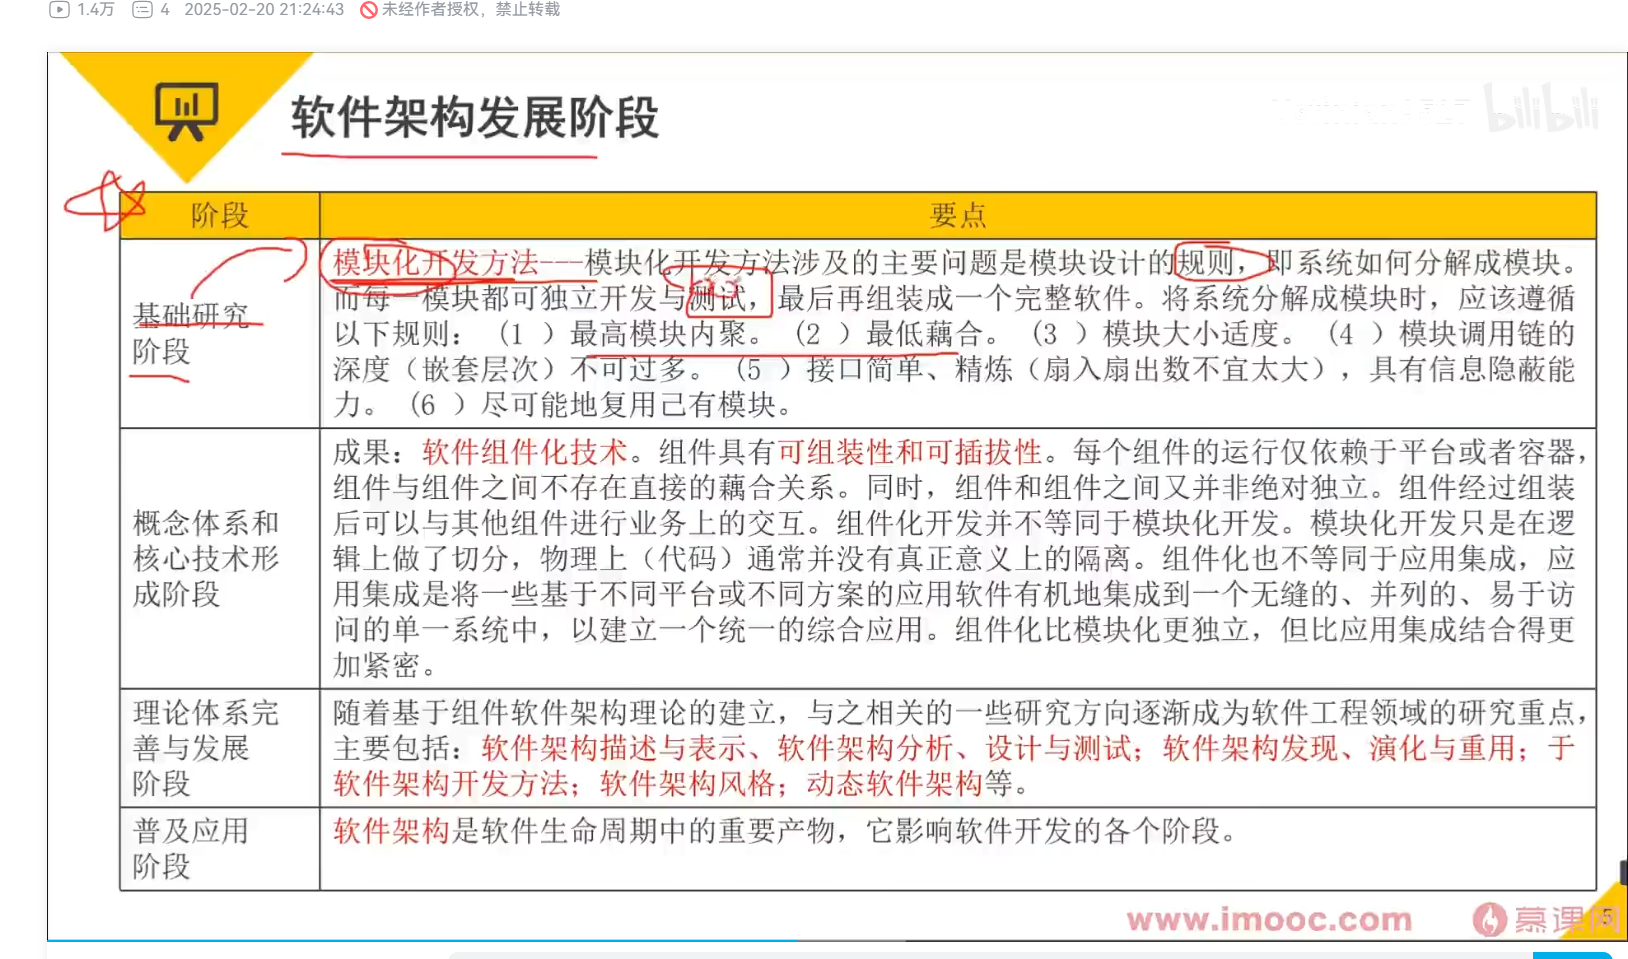 1.4万 4 2025-02-20 21:24:43 未经作者授权，禁止转载
软件架构发展阶段
bilibili
阶段 要点
基础研究
阶段
模块化开发方法---模块化开发方法涉及的主要问题是模块设计的规则，即系统如何分解成模块。
而每一模块都可独立开发与测试，最后再组装成一个完整软件。将系统分解成模块时，应该遵循
以下规则：（1 ）最高模块内聚。（2 ）最低藕合。（3 ）模块大小适度。（4 ）模块调用链的
深度（嵌套层次）不可过多。（5 ）接口简单、精炼（扇入扇出数不宜太大），具有信息隐蔽能
力。（6 ）尽可能地复用己有模块。
概念体系和
核心技术形
成阶段
成果：软件组件化技术。组件具有可组装性和可插拔性。每个组件的运行仅依赖于平台或者容器，
组件与组件之间不存在直接的藕合关系。同时，组件和组件之间又并非绝对独立。组件经过组装
后可以与其他组件进行业务上的交互。组件化开发并不等同于模块化开发。模块化开发只是在逻
辑上做了切分，物理上（代码）通常并没有真正意义上的隔离。组件化也不等同于应用集成，应
用集成是将一些基于不同平台或不同方案的应用软件有机地集成到一个无缝的、并列的、易于访
问的单一系统中，以建立一个统一的综合应用。组件化比模块化更独立，但比应用集成结合得更
加紧密。
理论体系完
善与发展
阶段
随着基于组件软件架构理论的建立，与之相关的一些研究方向逐渐成为软件工程领域的研究重点，
主要包括：软件架构描述与表示、软件架构分析、设计与测试；软件架构发现、演化与重用；于
软件架构开发方法；软件架构风格；动态软件架构等。
普及应用
阶段
软件架构是软件生命周期中的重要产物，它影响软件开发的各个阶段。
www.imooc.com 慕课网
5